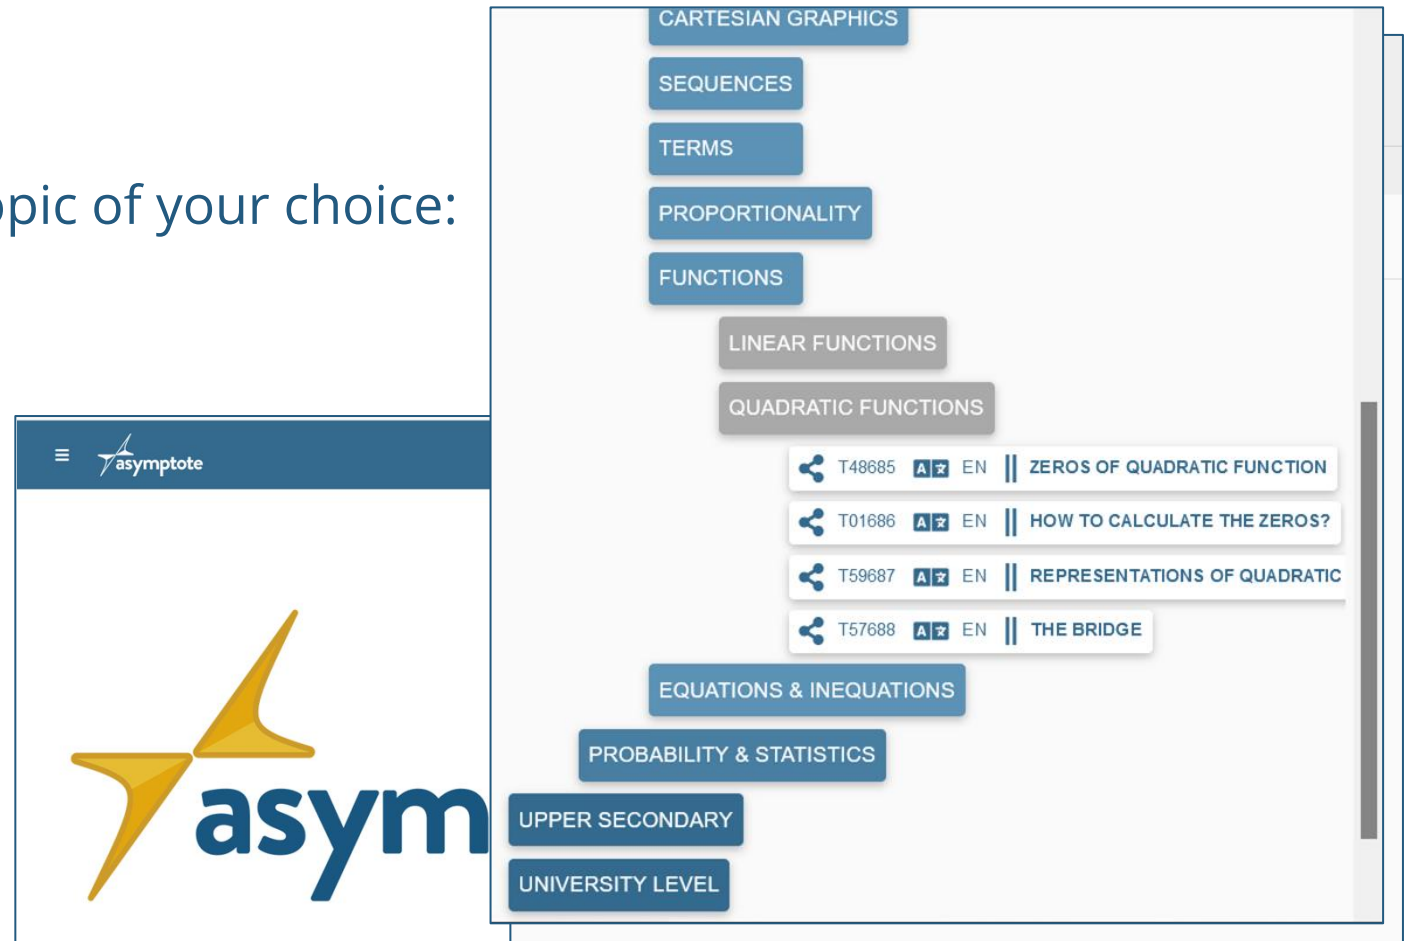 opic of your choice:
asymptote
asym
CARTESIAN GRAPHICS
SEQUENCES
TERMS
PROPORTIONALITY
FUNCTIONS
LINEAR FUNCTIONS
QUADRATIC FUNCTIONS
T48685 EN ZEROS OF QUADRATIC FUNCTION
T01686 EN HOW TO CALCULATE THE ZEROS?
T59687 EN REPRESENTATIONS OF QUADRATIC
T57688 EN THE BRIDGE
EQUATIONS & INEQUATIONS
PROBABILITY & STATISTICS
UPPER SECONDARY
UNIVERSITY LEVEL